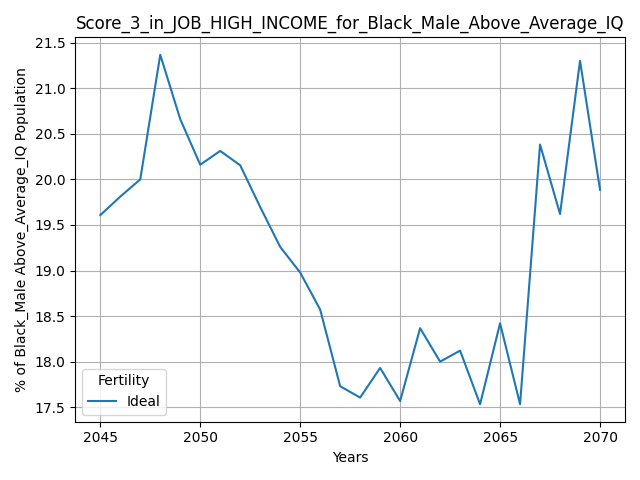 Score_3_in_JOB_HIGH_INCOME_for_Black_Male_Above_Average_IQ
% of Black_Male Above_Average_IQ Population
21.5
21.0
20.5
20.0
19.5
19.0
18.5
18.0
17.5
Fertility
Ideal
2045 2050 2055 2060 2065 2070
Years